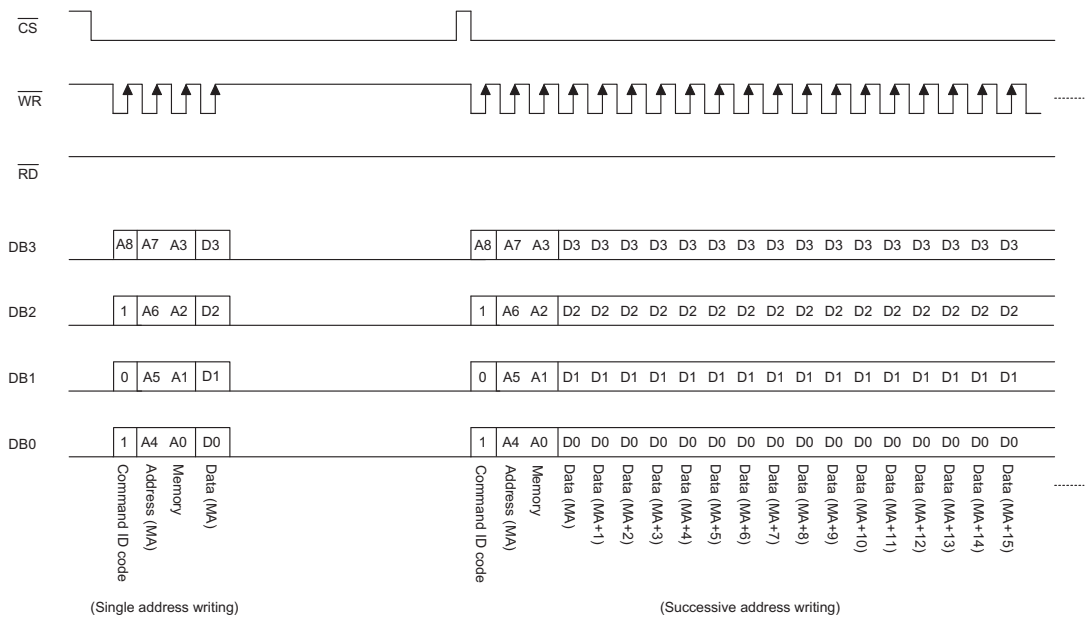 CS
WR
RD
DB3 A8 A7 A3 D3 A8 A7 A3 D3 D3 D3 D3 D3 D3 D3 D3 D3 D3 D3 D3 D3 D3 D3 D3
DB2 1 A6 A2 D2 1 A6 A2 D2 D2 D2 D2 D2 D2 D2 D2 D2 D2 D2 D2 D2 D2 D2 D2
DB1 0 A5 A1 D1 0 A5 A1 D1 D1 D1 D1 D1 D1 D1 D1 D1 D1 D1 D1 D1 D1 D1 D1
DB0 1 A4 A0 D0 1 A4 A0 D0 D0 D0 D0 D0 D0 D0 D0 D0 D0 D0 D0 D0 D0 D0 D0
Command ID code
Address (MA)
Memory
Data (MA)
Command ID code
Address (MA)
Memory
Data (MA)
Data (MA+1)
Data (MA+2)
Data (MA+3)
Data (MA+4)
Data (MA+5)
Data (MA+6)
Data (MA+7)
Data (MA+8)
Data (MA+9)
Data (MA+10)
Data (MA+11)
Data (MA+12)
Data (MA+13)
Data (MA+14)
Data (MA+15)
(Single address writing)
(Successive address writing)